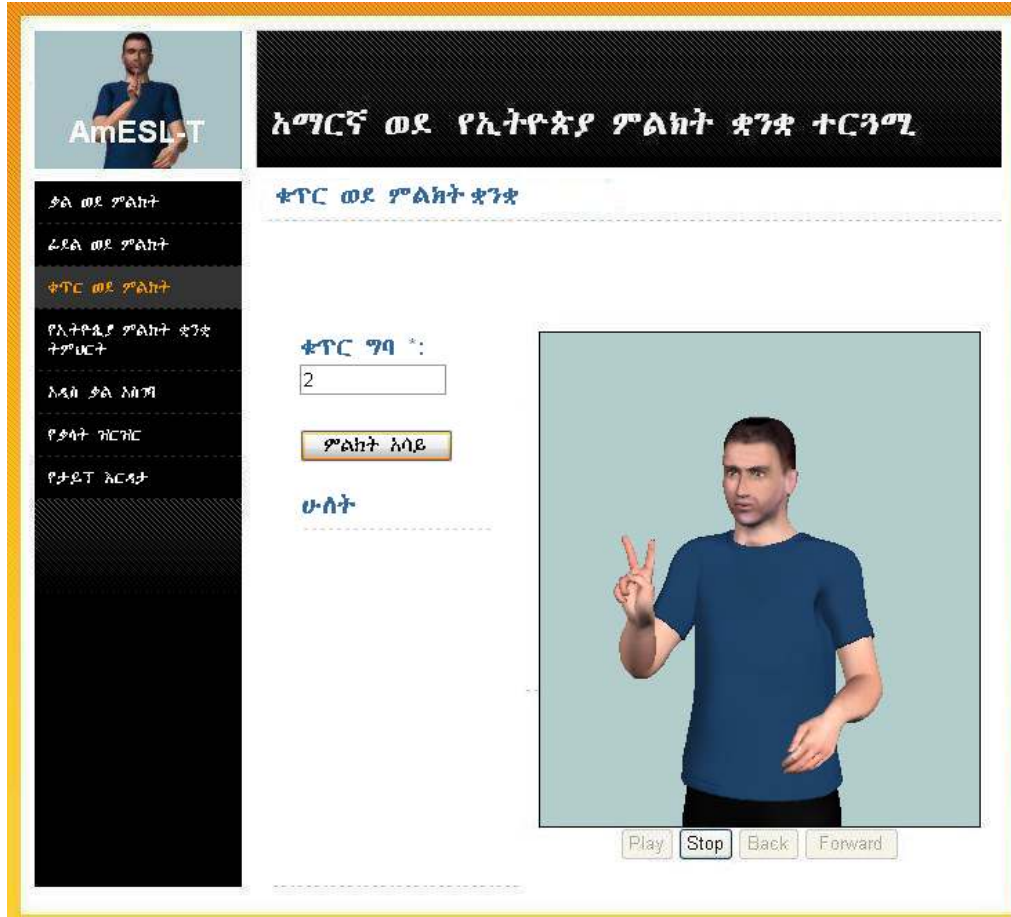 AmESL-T
አማርኛ ወደ የኢትዮጵያ ምልክት ቋንቋ ተርጓሚ
ቃል ወደ ምልክት
ፊደል ወደ ምልክት
ቁጥር ወደ ምልክት
የኢትዮጲያ ምልክት ቋንቋ
ትምህርት
አዲስ ቃል አስገባ
የቃላት ዝርዝር
የታይፕ እርዳታ
ቁጥር ወደ ምልክት ቋንቋ
ቁጥር ግባ *:
2
ምልክት አሳይ
ሁለት
Play Stop Back Forward